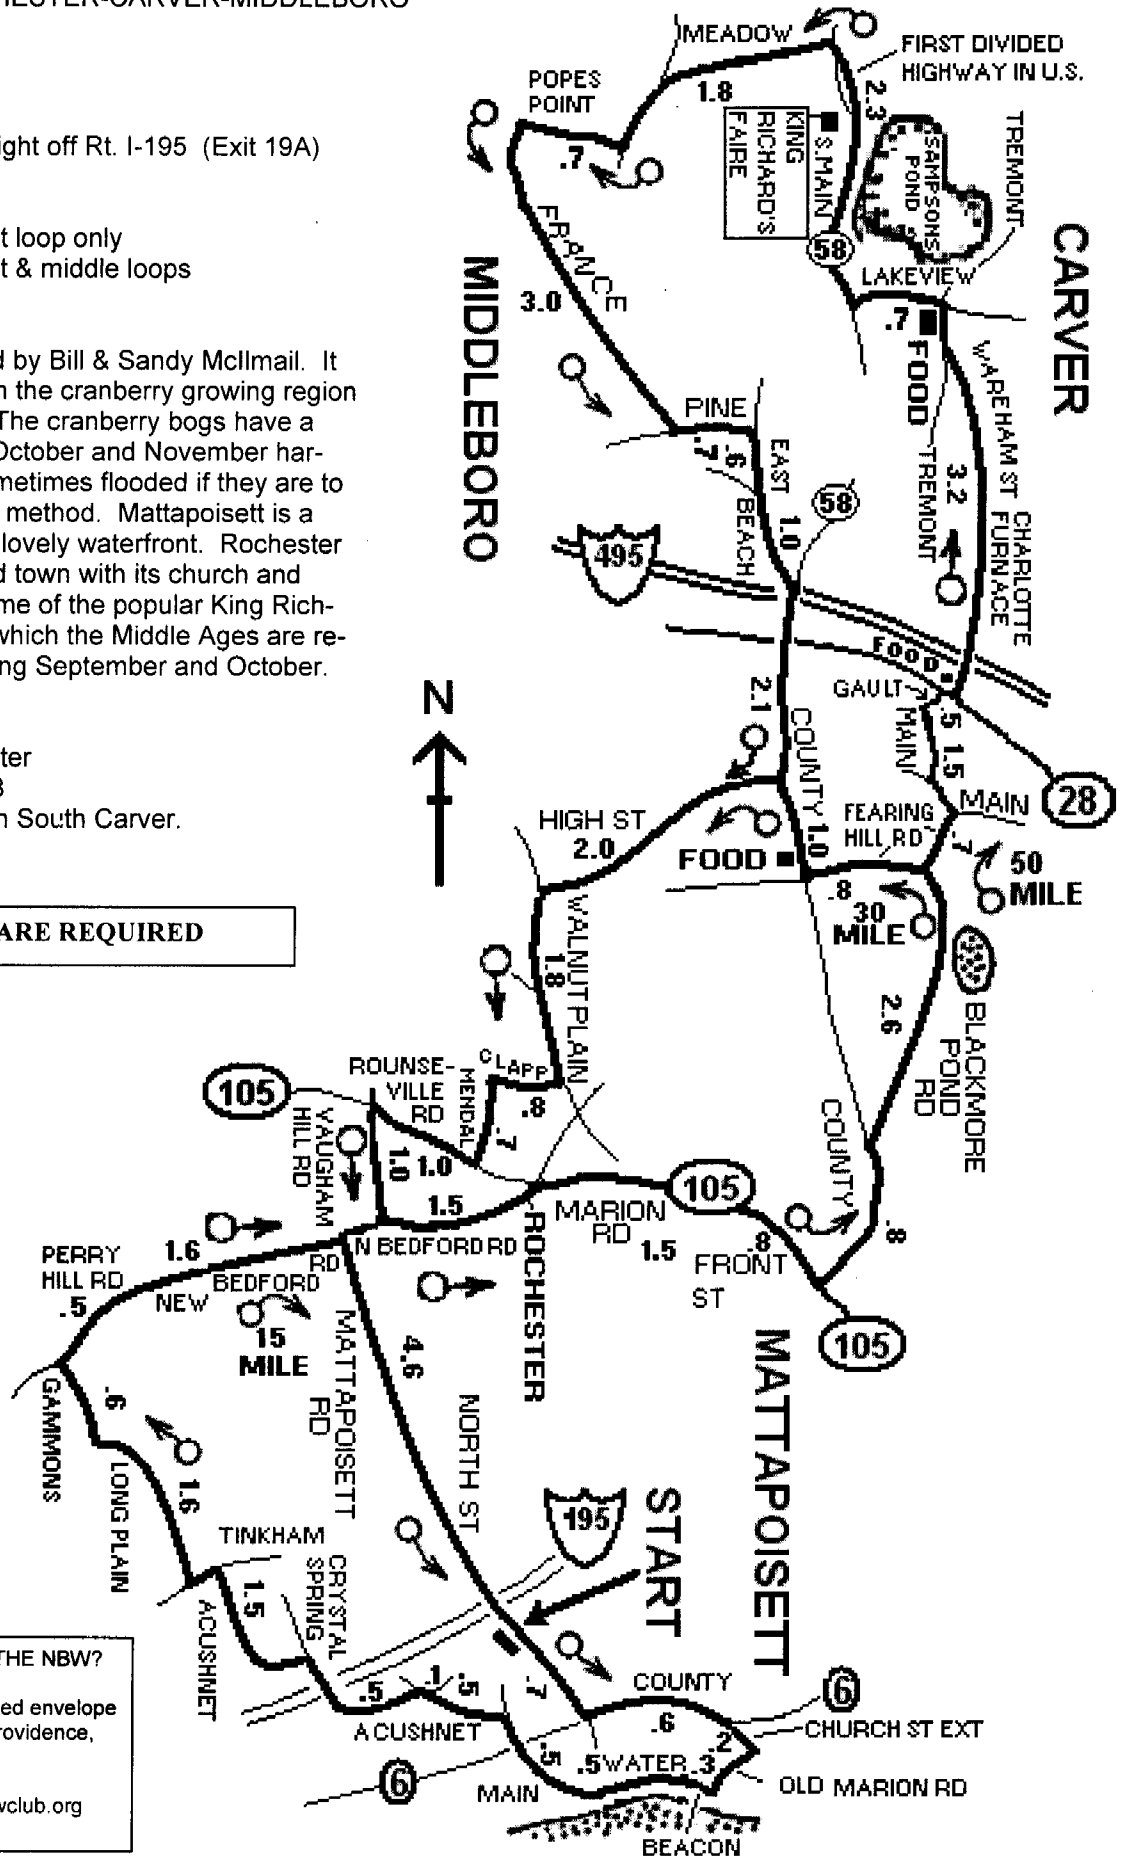 HESTER-CARVER-MIDDLEBORO
ight off Rt. I-195 (Exit 19A)
t loop only
t & middle loops
d by Bill & Sandy McIlmail. It
n the cranberry growing region
The cranberry bogs have a
October and November har-
metimes flooded if they are to
method. Mattapoisett is a
lovely waterfront. Rochester
d town with its church and
me of the popular King Rich-
which the Middle Ages are re-
ng September and October.
ter
3
n South Carver.
ARE REQUIRED
THE NBW?
ed envelope
rovidence,
vclub.org
MEADOW
FIRST DIVIDED
HIGHWAY IN U.S.
1.8
2.3
POPES
POINT
.7
KING
RICHARD'S
FAIRE
S.MAIN
SAMPSONS
POND
TREMONT
58
LAKEVIEW
.7
FOOD
CARVER
FRANCE
3.0
MIDDLEBORO
PINE
.7
.6
EAST
1.0
BEACH
58
TREMONT
3.2
WAREHAM ST
CHARLOTTE
FURNACE
495
FOOD
GAULT
.5
MAIN
1.5
28
MAIN
2.1
COUNTY
1.0
FEARING
HILL RD
.7
50
MILE
N
HIGH ST
2.0
FOOD
.8
30
MILE
BLACKMORE
POND
RD
2.6
WALNUT PLAIN
1.8
CLAPP
.8
MENDAL
.7
ROUNSE-
VILLE
RD
105
VAUGHAM
HILL RD
1.0
1.0
1.5
N BEDFORD RD
ROCHESTER
MARION
RD
1.5
105
COUNTY
.8
.8
FRONT
ST
105
PERRY
HILL RD
.5
1.6
NEW
BEDFORD
RD
15
MILE
MATTAPOISETT
RD
4.6
NORTH ST
MATTAPOISETT
START
195
GAMMONS
.6
LONG PLAIN
1.6
TINKHAM
1.5
CRYSTAL
SPRING
ACUSHNET
.5
.1
.5
ACUSHNET
.7
COUNTY
.6
6
CHURCH ST EXT
.2
6
MAIN
.5
.5
WATER
.3
OLD MARION RD
BEACON